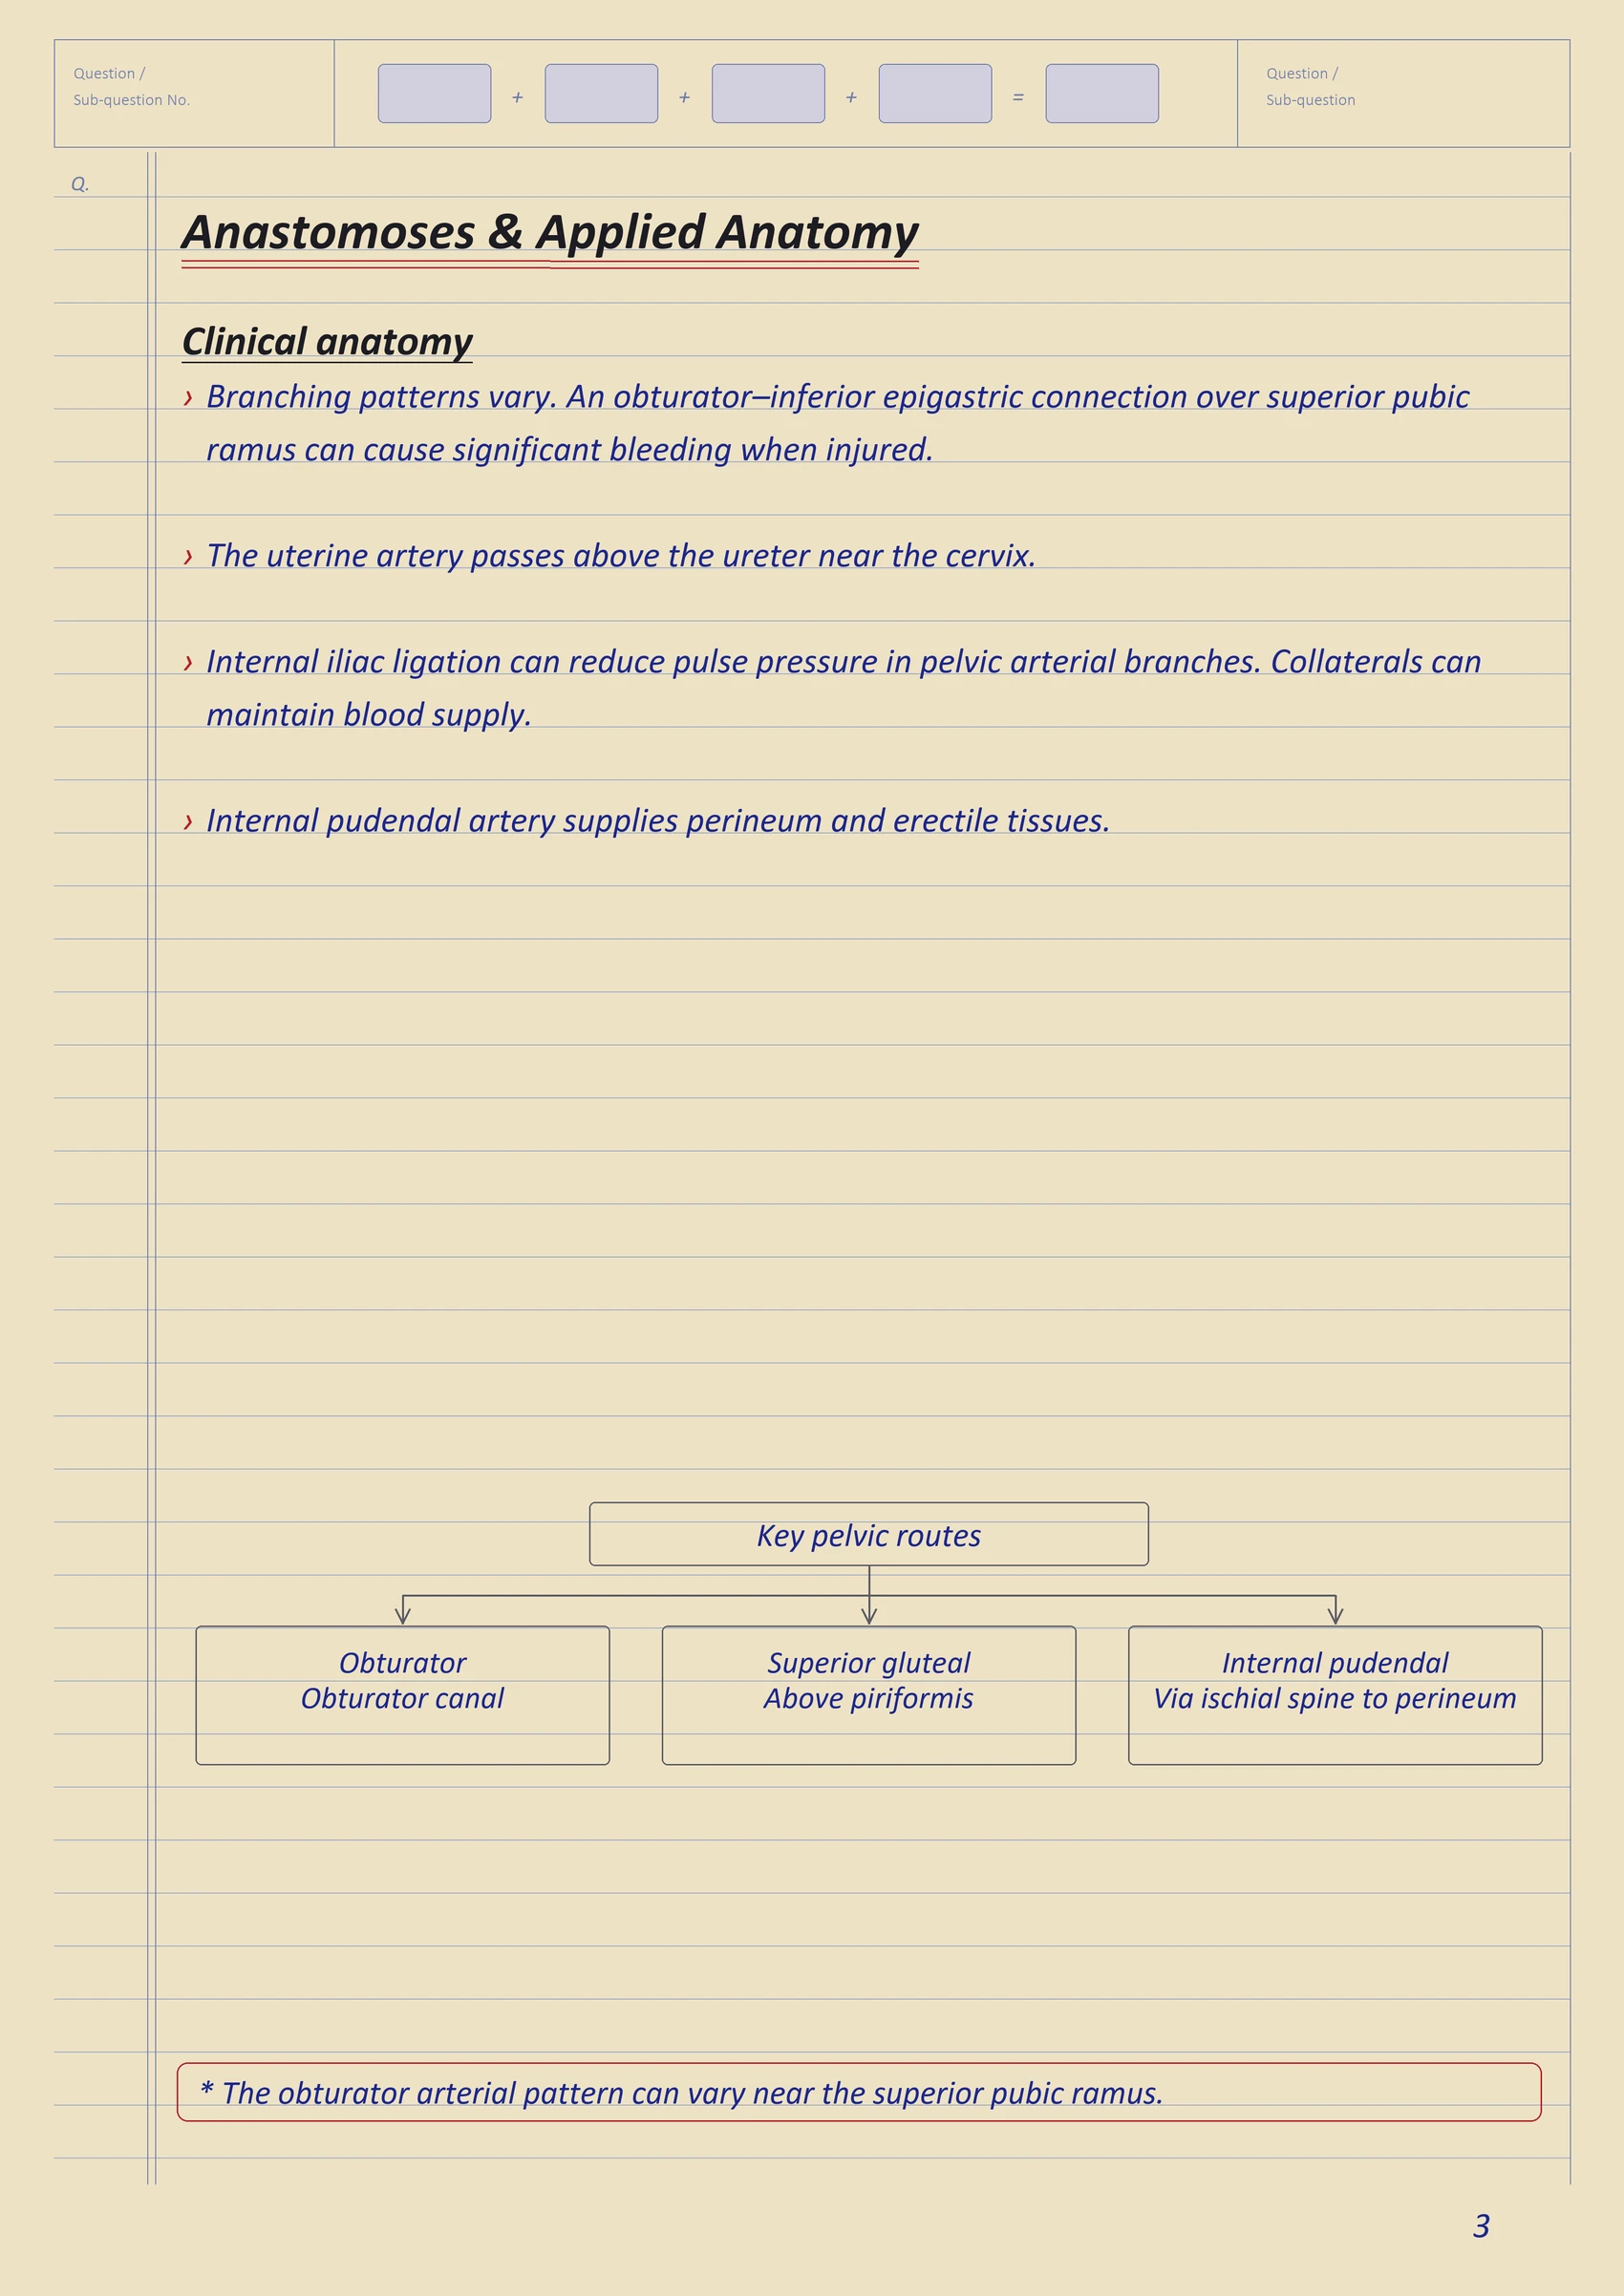 Question /
Sub-question No.
+ + + =
Question /
Sub-question
Q.
Anastomoses & Applied Anatomy
Clinical anatomy
› Branching patterns vary. An obturator–inferior epigastric connection over superior pubic
ramus can cause significant bleeding when injured.
› The uterine artery passes above the ureter near the cervix.
› Internal iliac ligation can reduce pulse pressure in pelvic arterial branches. Collaterals can
maintain blood supply.
› Internal pudendal artery supplies perineum and erectile tissues.
Key pelvic routes
Obturator
Obturator canal
Superior gluteal
Above piriformis
Internal pudendal
Via ischial spine to perineum
* The obturator arterial pattern can vary near the superior pubic ramus.
3